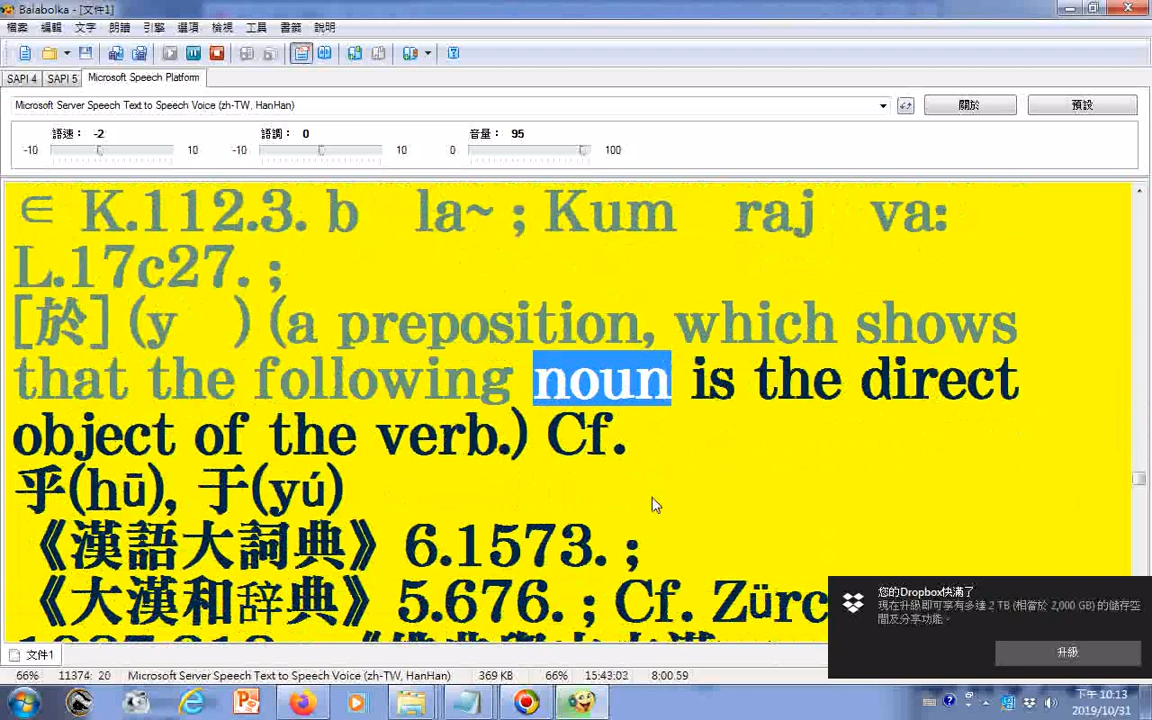 Balabolka - [文件1]
檔案 編輯 文字 朗讀 引擎 選項 檢視 工具 書籤 說明
SAPI 4 SAPI 5 Microsoft Speech Platform
Microsoft Server Speech Text to Speech Voice (zh-TW, HanHan) 關於 預設
語速： -2 語調： 0 音量： 95
-10 10 -10 10 0 100
∈ K.112.3. b la~ ; Kum raj va:
L.17c27. ;
[於] (y ) (a preposition, which shows
that the following noun is the direct
object of the verb.) Cf.
乎(hū), 于(yú)
《漢語大詞典》 6.1573. ;
《大漢和辞典》 5.676. ; Cf. Zürc
您的Dropbox快滿了
現在升級即可享有多達 2 TB (相當於 2,000 GB) 的儲存空
間及分享功能。
升級
文件1
66% 11374: 20 Microsoft Server Speech Text to Speech Voice (zh-TW, HanHan) 369 KB 66% 15:43:03 8:00.59
下午 10:13
2019/10/31